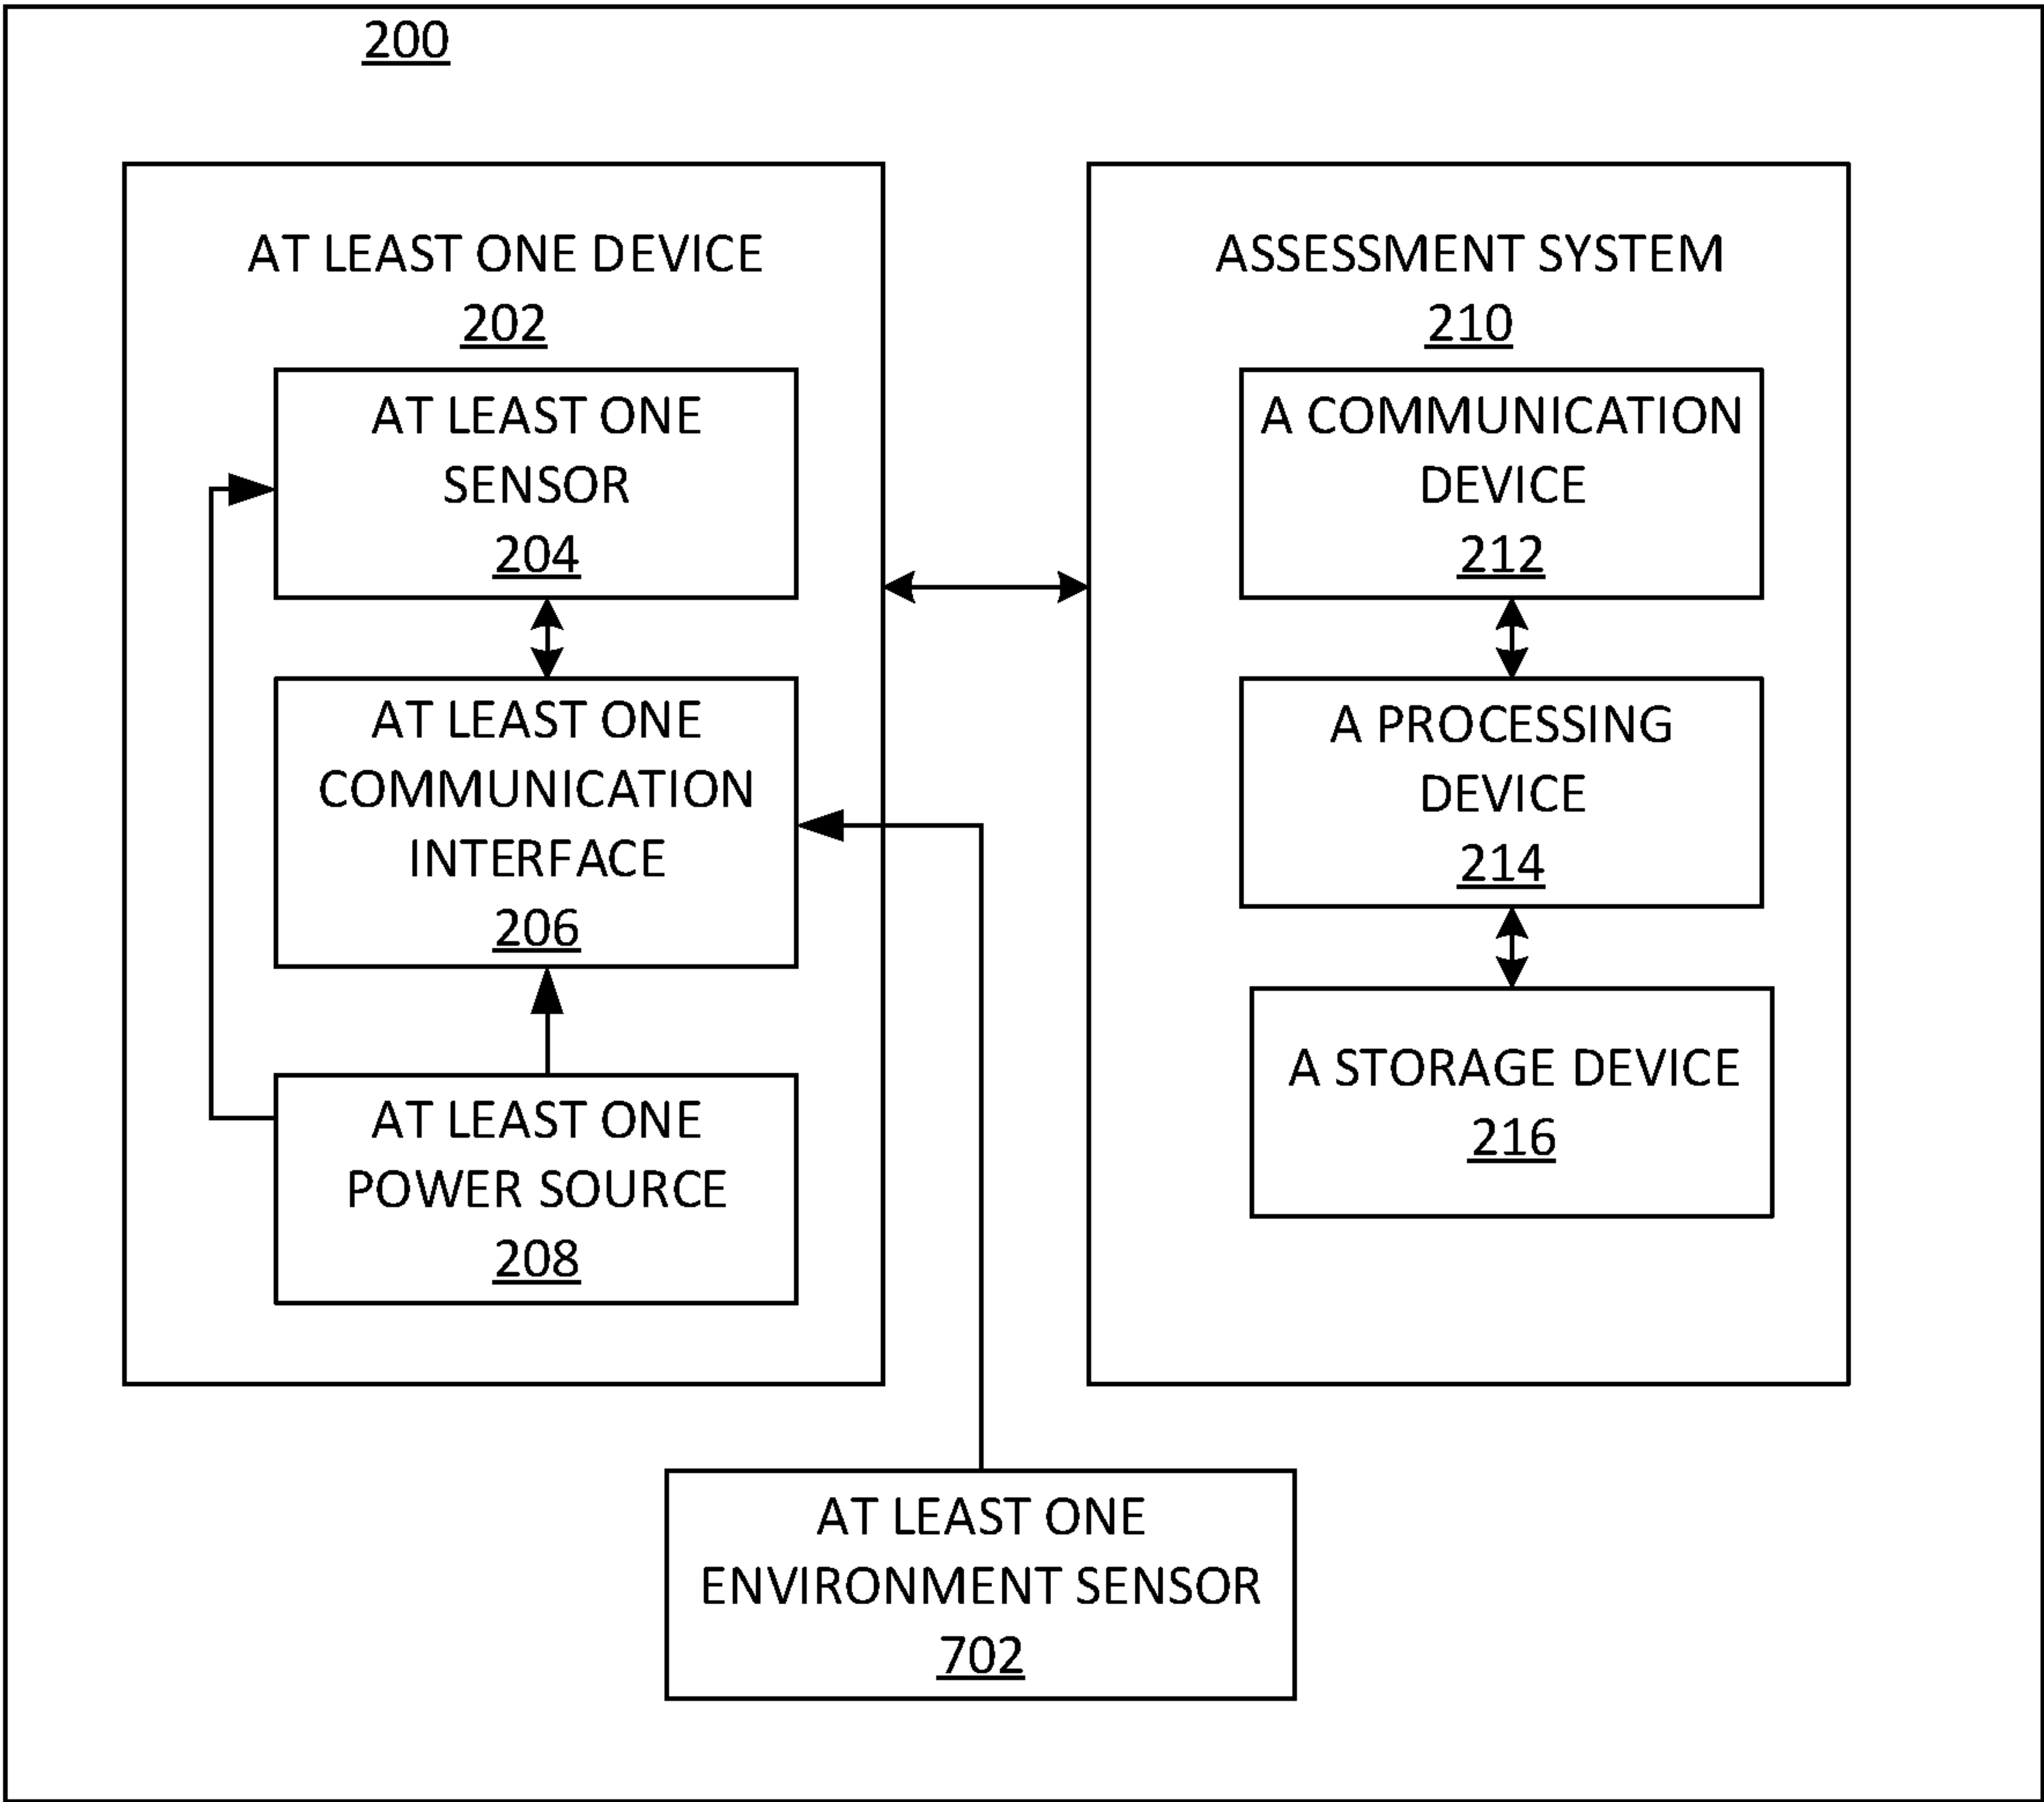 200
AT LEAST ONE DEVICE
202
AT LEAST ONE
SENSOR
204
AT LEAST ONE
COMMUNICATION
INTERFACE
206
AT LEAST ONE
POWER SOURCE
208
ASSESSMENT SYSTEM
210
A COMMUNICATION
DEVICE
212
A PROCESSING
DEVICE
214
A STORAGE DEVICE
216
AT LEAST ONE
ENVIRONMENT SENSOR
702